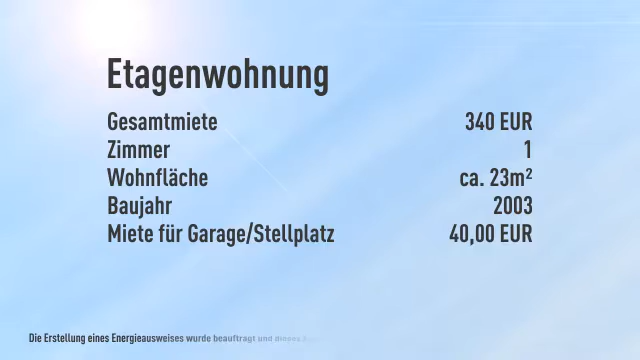 Etagenwohnung
Gesamtmiete 340 EUR
Zimmer 1
Wohnfläche ca. 23m²
Baujahr 2003
Miete für Garage/Stellplatz 40,00 EUR
Die Erstellung eines Energieausweises wurde beauftragt und dieses